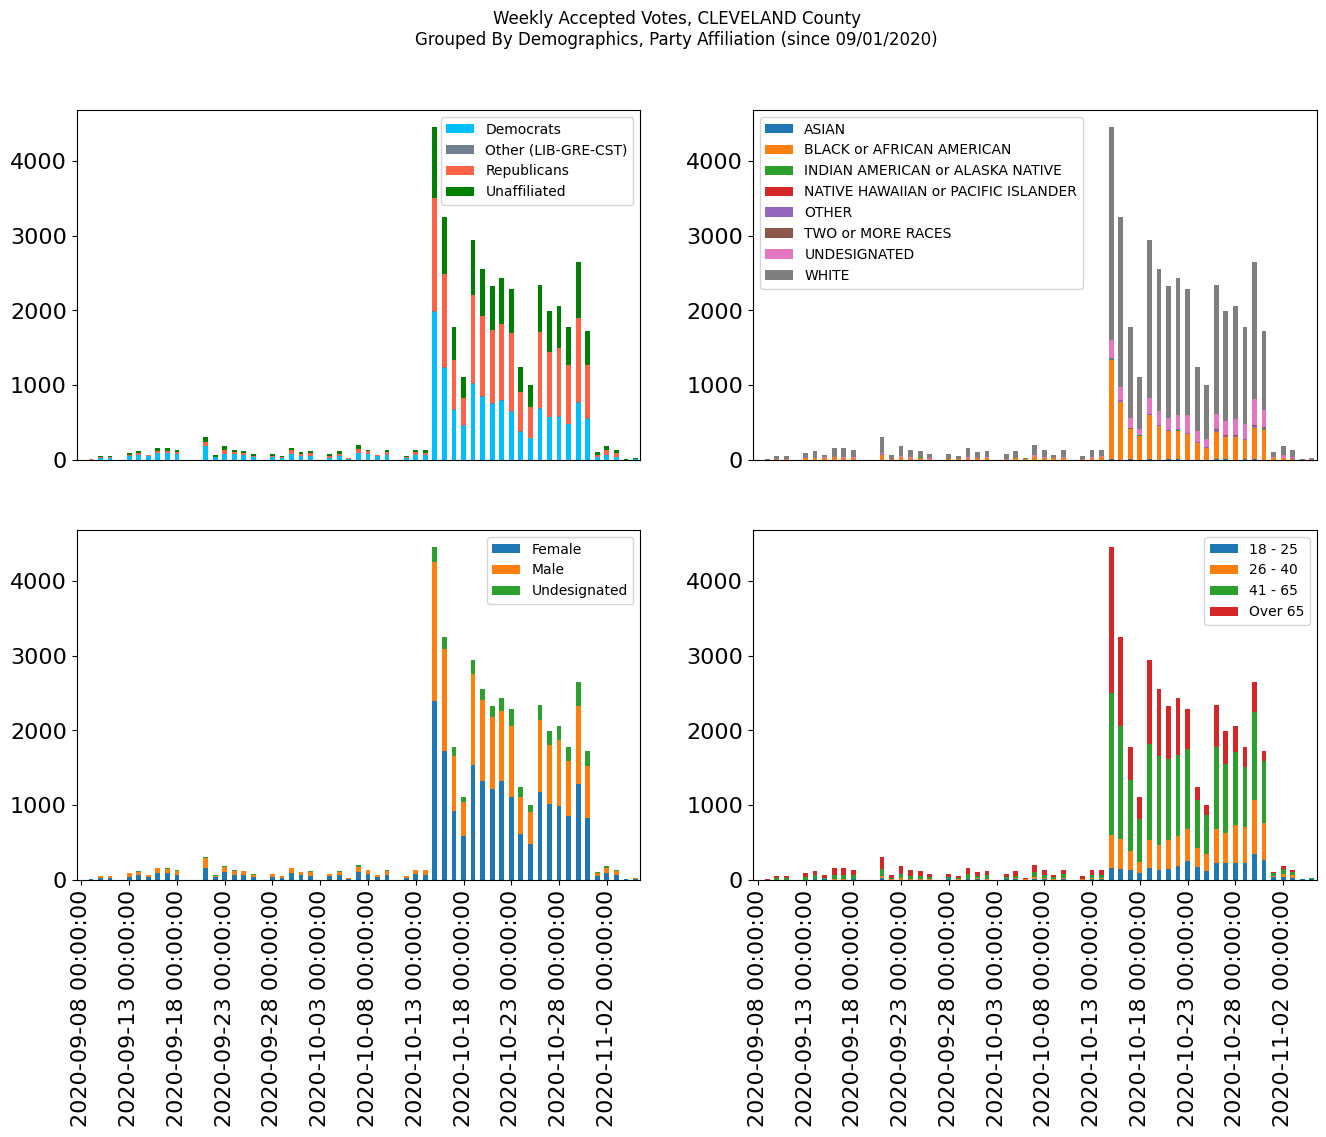 Weekly Accepted Votes, CLEVELAND County
Grouped By Demographics, Party Affiliation (since 09/01/2020)
4000
3000
2000
1000
0
Democrats
Other (LIB-GRE-CST)
Republicans
Unaffiliated
4000
3000
2000
1000
0
ASIAN
BLACK or AFRICAN AMERICAN
INDIAN AMERICAN or ALASKA NATIVE
NATIVE HAWAIIAN or PACIFIC ISLANDER
OTHER
TWO or MORE RACES
UNDESIGNATED
WHITE
4000
3000
2000
1000
0
Female
Male
Undesignated
2020-09-08 00:00:00
2020-09-13 00:00:00
2020-09-18 00:00:00
2020-09-23 00:00:00
2020-09-28 00:00:00
2020-10-03 00:00:00
2020-10-08 00:00:00
2020-10-13 00:00:00
2020-10-18 00:00:00
2020-10-23 00:00:00
2020-10-28 00:00:00
2020-11-02 00:00:00
4000
3000
2000
1000
0
18 - 25
26 - 40
41 - 65
Over 65
2020-09-08 00:00:00
2020-09-13 00:00:00
2020-09-18 00:00:00
2020-09-23 00:00:00
2020-09-28 00:00:00
2020-10-03 00:00:00
2020-10-08 00:00:00
2020-10-13 00:00:00
2020-10-18 00:00:00
2020-10-23 00:00:00
2020-10-28 00:00:00
2020-11-02 00:00:00